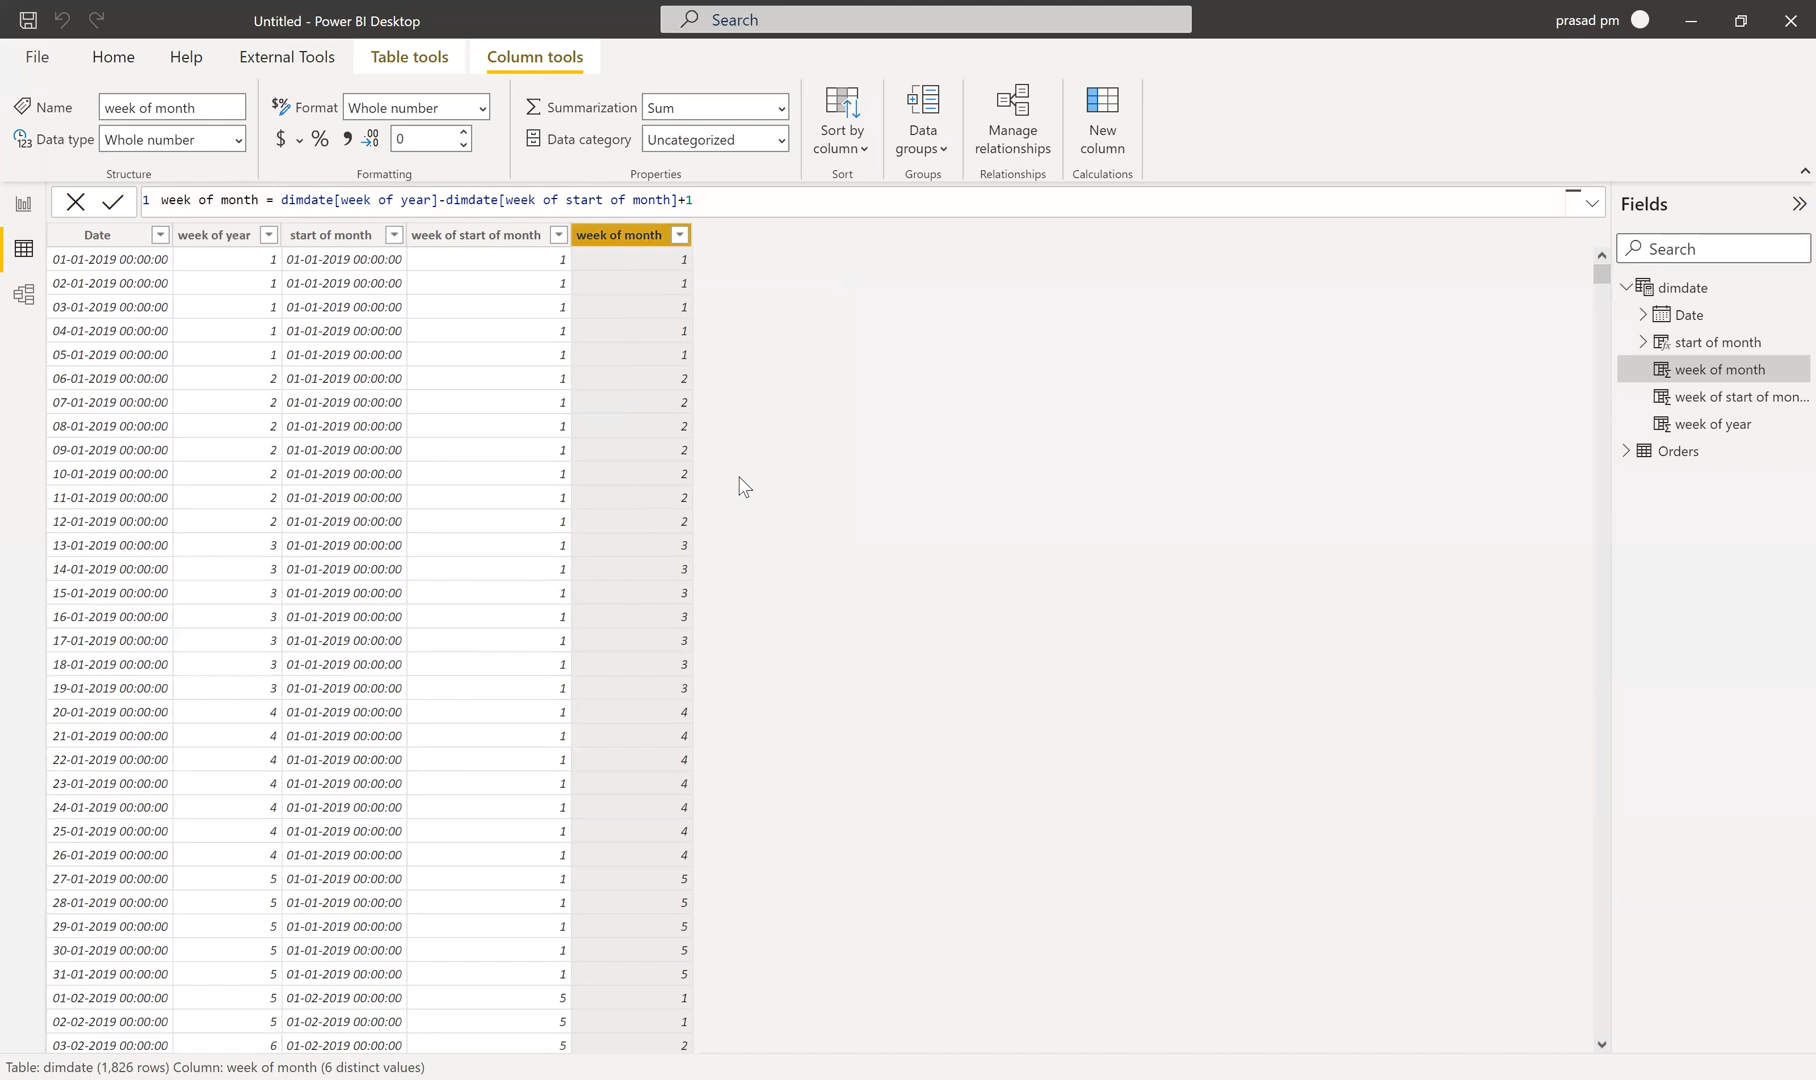 Untitled - Power BI Desktop
Search
prasad pm
File Home Help External Tools Table tools Column tools
Name week of month
Data type Whole number
Structure
Format Whole number
$ % 0
Formatting
Summarization Sum
Data category Uncategorized
Properties
Sort by
column
Sort
Data
groups
Groups
Manage
relationships
Relationships
New
column
Calculations
1 week of month = dimdate[week of year]-dimdate[week of start of month]+1
Date week of year start of month week of start of month week of month
01-01-2019 00:00:00 1 01-01-2019 00:00:00 1 1
02-01-2019 00:00:00 1 01-01-2019 00:00:00 1 1
03-01-2019 00:00:00 1 01-01-2019 00:00:00 1 1
04-01-2019 00:00:00 1 01-01-2019 00:00:00 1 1
05-01-2019 00:00:00 1 01-01-2019 00:00:00 1 1
06-01-2019 00:00:00 2 01-01-2019 00:00:00 1 2
07-01-2019 00:00:00 2 01-01-2019 00:00:00 1 2
08-01-2019 00:00:00 2 01-01-2019 00:00:00 1 2
09-01-2019 00:00:00 2 01-01-2019 00:00:00 1 2
10-01-2019 00:00:00 2 01-01-2019 00:00:00 1 2
11-01-2019 00:00:00 2 01-01-2019 00:00:00 1 2
12-01-2019 00:00:00 2 01-01-2019 00:00:00 1 2
13-01-2019 00:00:00 3 01-01-2019 00:00:00 1 3
14-01-2019 00:00:00 3 01-01-2019 00:00:00 1 3
15-01-2019 00:00:00 3 01-01-2019 00:00:00 1 3
16-01-2019 00:00:00 3 01-01-2019 00:00:00 1 3
17-01-2019 00:00:00 3 01-01-2019 00:00:00 1 3
18-01-2019 00:00:00 3 01-01-2019 00:00:00 1 3
19-01-2019 00:00:00 3 01-01-2019 00:00:00 1 3
20-01-2019 00:00:00 4 01-01-2019 00:00:00 1 4
21-01-2019 00:00:00 4 01-01-2019 00:00:00 1 4
22-01-2019 00:00:00 4 01-01-2019 00:00:00 1 4
23-01-2019 00:00:00 4 01-01-2019 00:00:00 1 4
24-01-2019 00:00:00 4 01-01-2019 00:00:00 1 4
25-01-2019 00:00:00 4 01-01-2019 00:00:00 1 4
26-01-2019 00:00:00 4 01-01-2019 00:00:00 1 4
27-01-2019 00:00:00 5 01-01-2019 00:00:00 1 5
28-01-2019 00:00:00 5 01-01-2019 00:00:00 1 5
29-01-2019 00:00:00 5 01-01-2019 00:00:00 1 5
30-01-2019 00:00:00 5 01-01-2019 00:00:00 1 5
31-01-2019 00:00:00 5 01-01-2019 00:00:00 1 5
01-02-2019 00:00:00 5 01-02-2019 00:00:00 5 1
02-02-2019 00:00:00 5 01-02-2019 00:00:00 5 1
03-02-2019 00:00:00 6 01-02-2019 00:00:00 5 2
Fields
Search
dimdate
Date
start of month
week of month
week of start of mon...
week of year
Orders
Table: dimdate (1,826 rows) Column: week of month (6 distinct values)